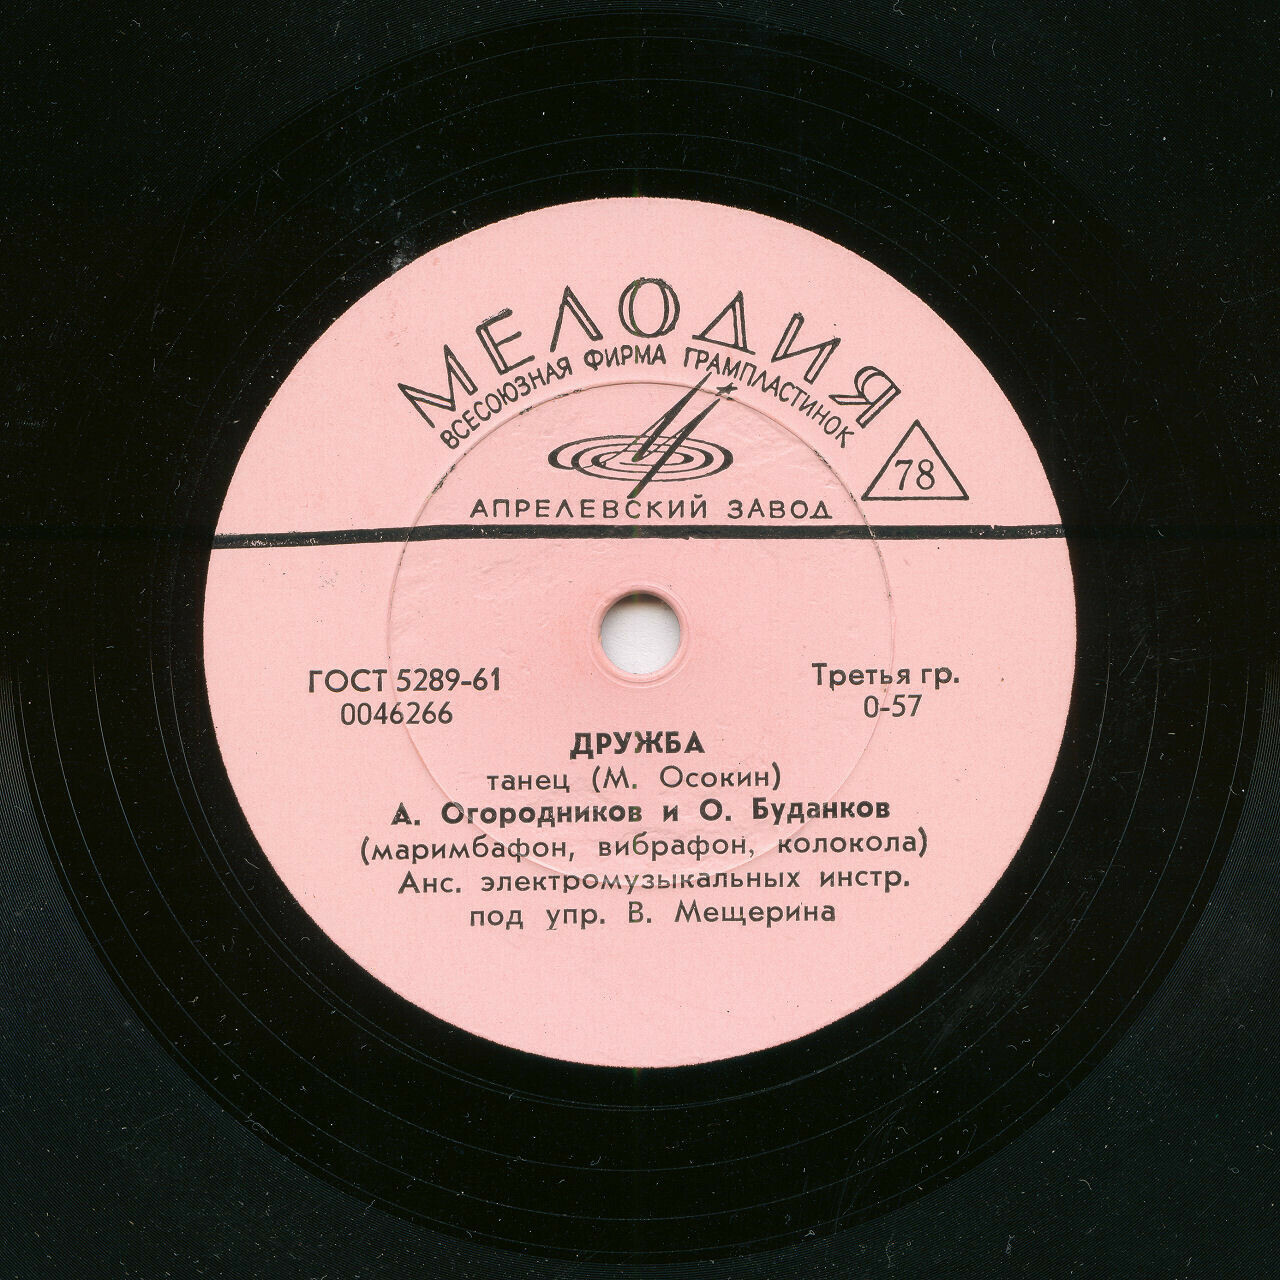 МЕЛОДИЯ
ВСЕСОЮЗНАЯ ФИРМА ГРАМПЛАСТИНОК
78
АПРЕЛЕВСКИЙ ЗАВОД
ГОСТ 5289-61
0046266
Третья гр.
0-57
ДРУЖБА
танец (М. Осокин)
А. Огородников и О. Буданков
(маримбафон, вибрафон, колокола)
Анс. электромузыкальных инстр.
под упр. В. Мещерина